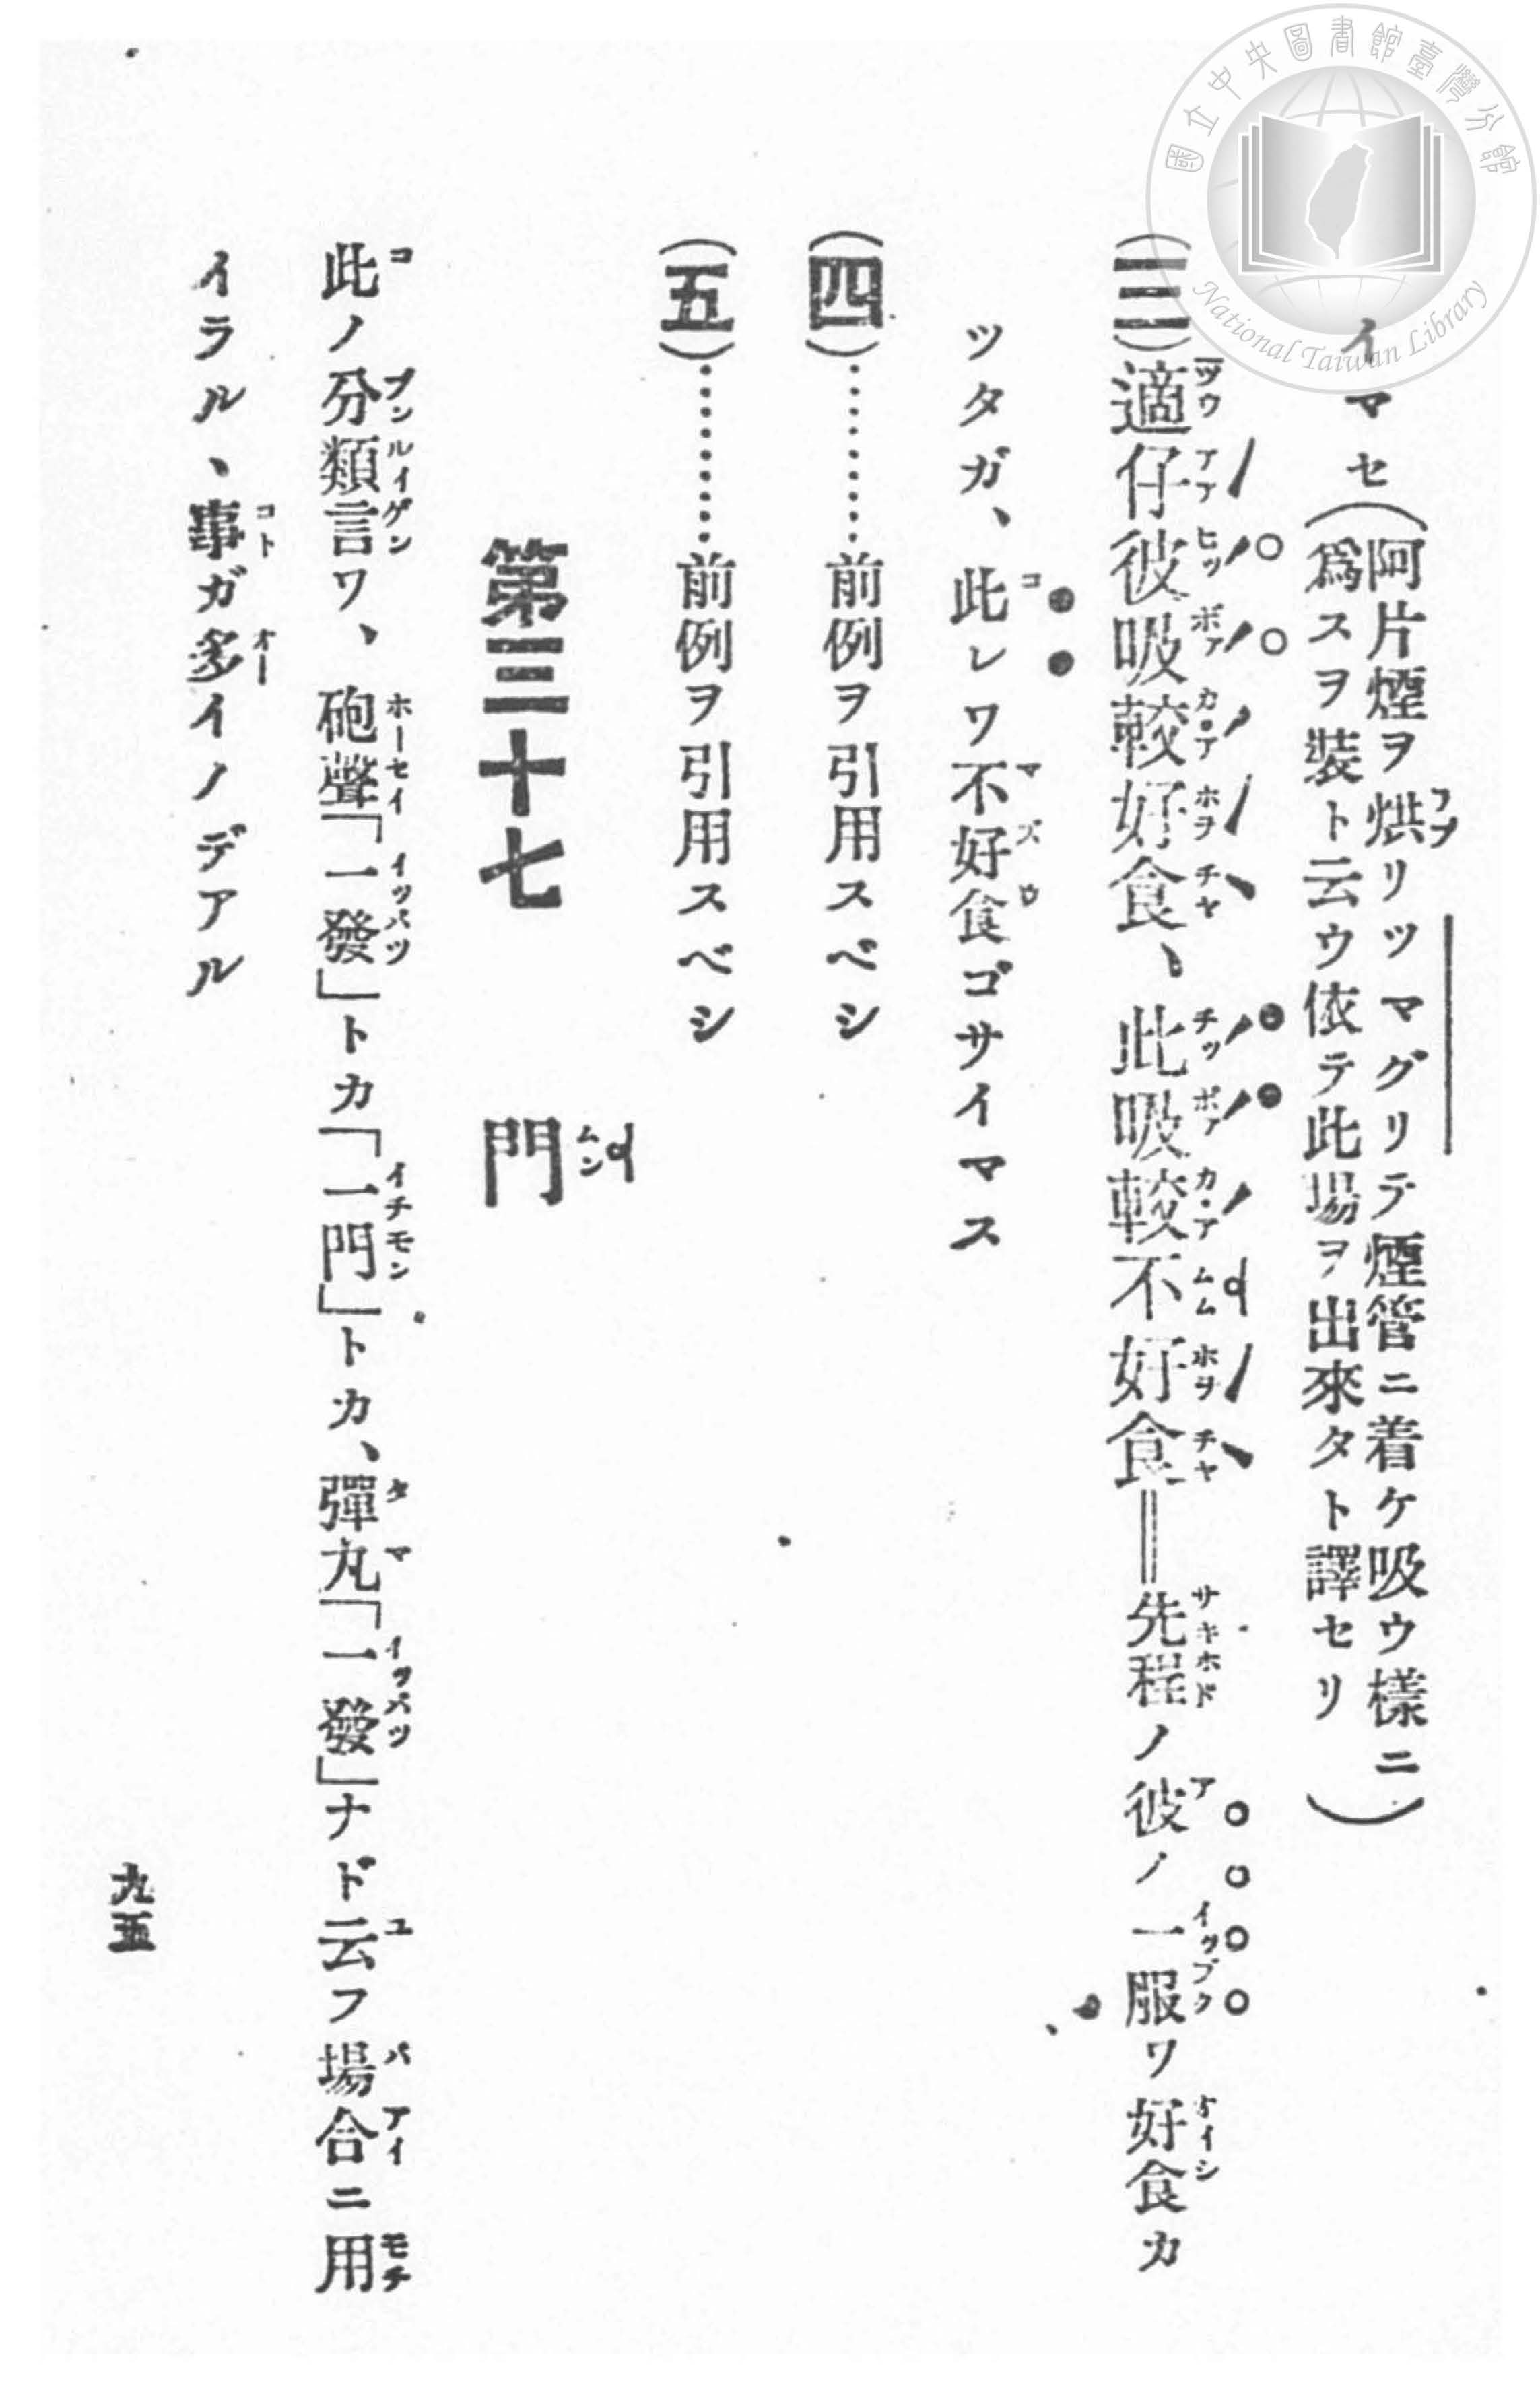 國立中央圖書館臺灣分館
National Taiwan Library
イマセ(阿片煙ヲ烘リツマグリテ煙管ニ着ケ吸ウ樣ニ
爲スヲ裝ト云ウ依テ此場ヲ出來タト譯セリ)
(三)適仔彼吸較好食、此吸較不好食‖先程ノ彼ノ一服ワ好食カ
ツタガ、此レワ不好食ゴサイマス
(四)………前例ヲ引用スベシ
(五)………前例ヲ引用スベシ
第三十七 門
此ノ分類言ワ、砲聲「一發」トカ「一門」トカ、彈丸「一發」ナド云フ場合ニ用
イラル、事ガ多イノデアル
九五